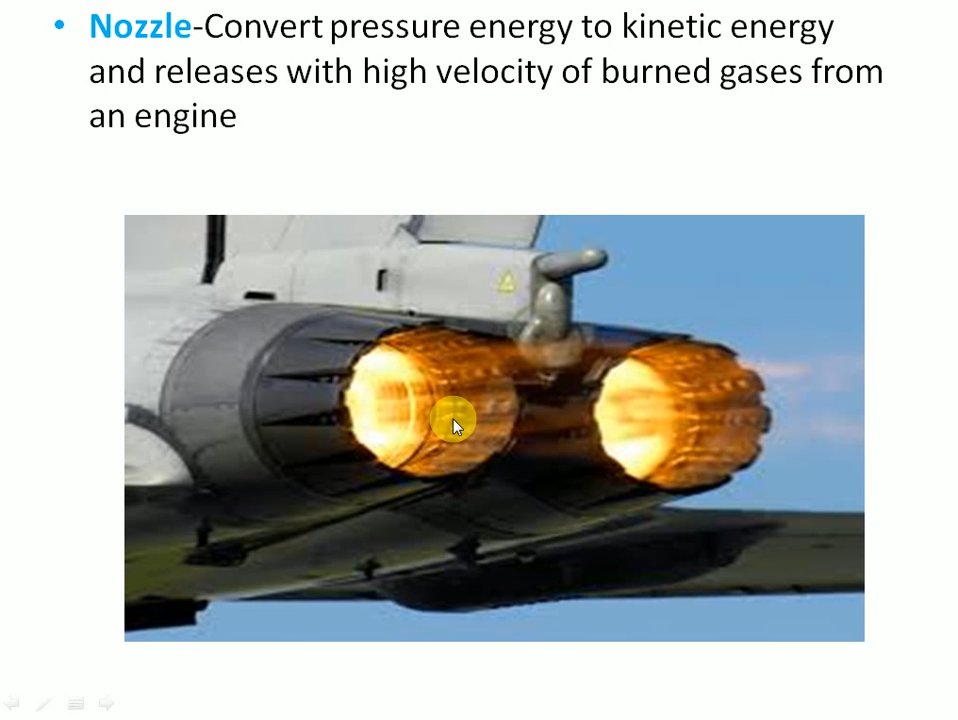 • Nozzle-Convert pressure energy to kinetic energy
and releases with high velocity of burned gases from
an engine